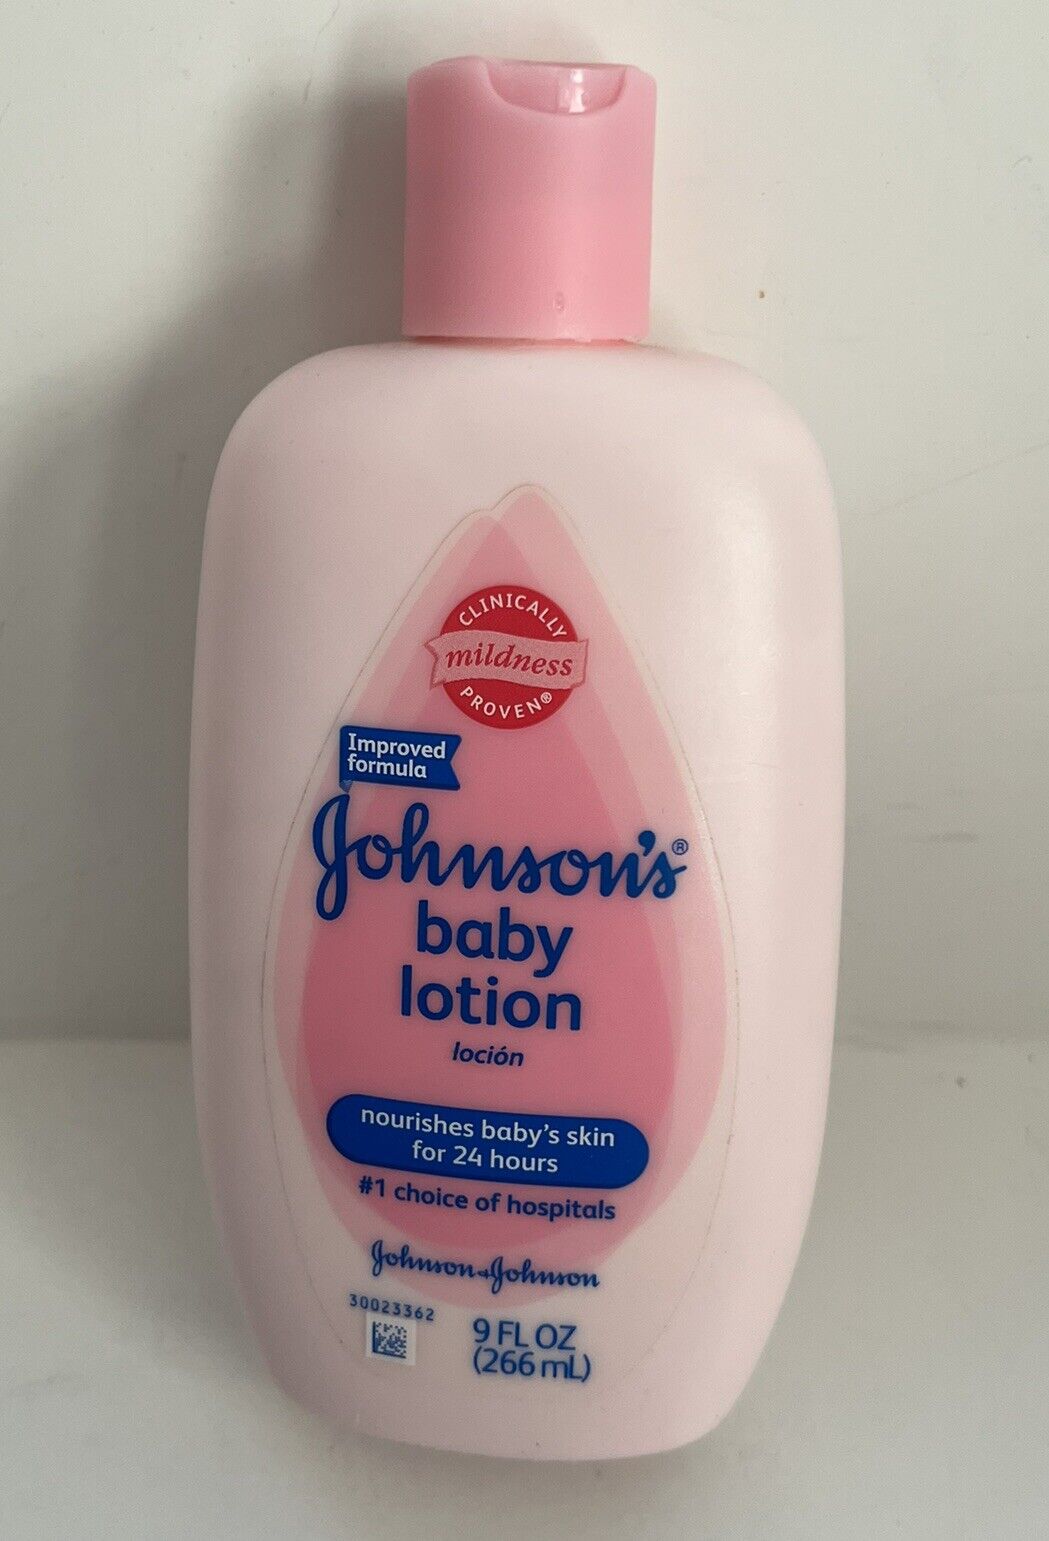 CLINICALLY
mildness
PROVEN®
Improved
formula
Johnson's®
baby
lotion
loción
nourishes baby's skin
for 24 hours
#1 choice of hospitals
Johnson+Johnson
30023362
9 FL OZ
(266 mL)